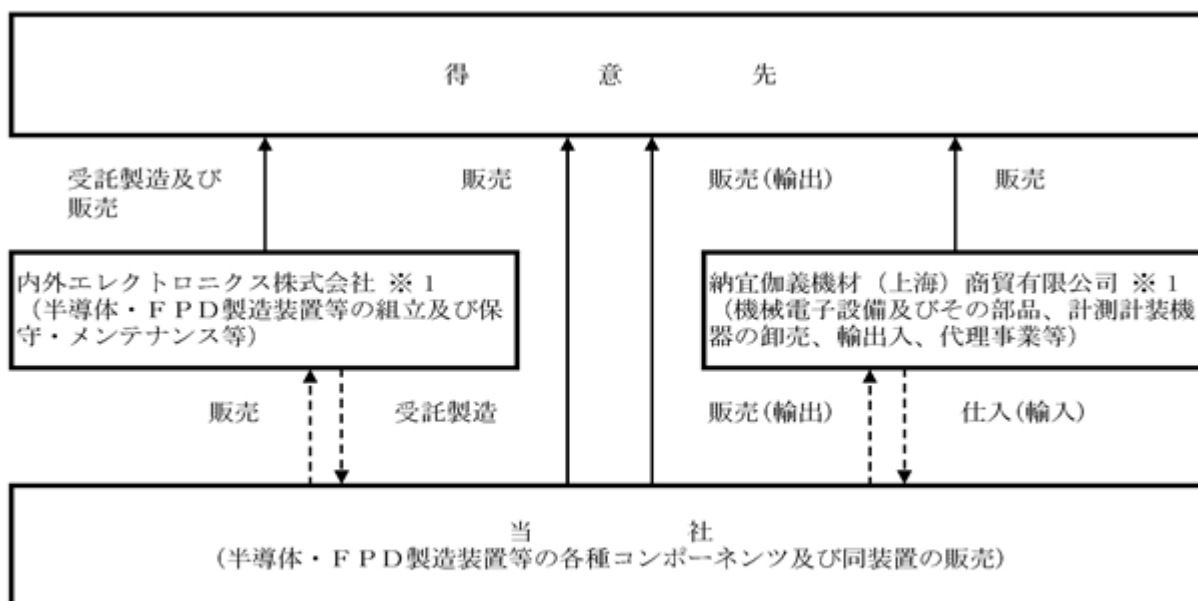 得 意 先
受託製造及び
販売
販売
販売(輸出)
販売
内外エレクトロニクス株式会社 ※１
（半導体・ＦＰＤ製造装置等の組立及び保
守・メンテナンス等）
納宜伽義機材（上海）商貿有限公司 ※１
（機械電子設備及びその部品、計測計装機
器の卸売、輸出入、代理事業等）
販売
受託製造
販売(輸出)
仕入(輸入)
当 社
（半導体・ＦＰＤ製造装置等の各種コンポーネンツ及び同装置の販売）